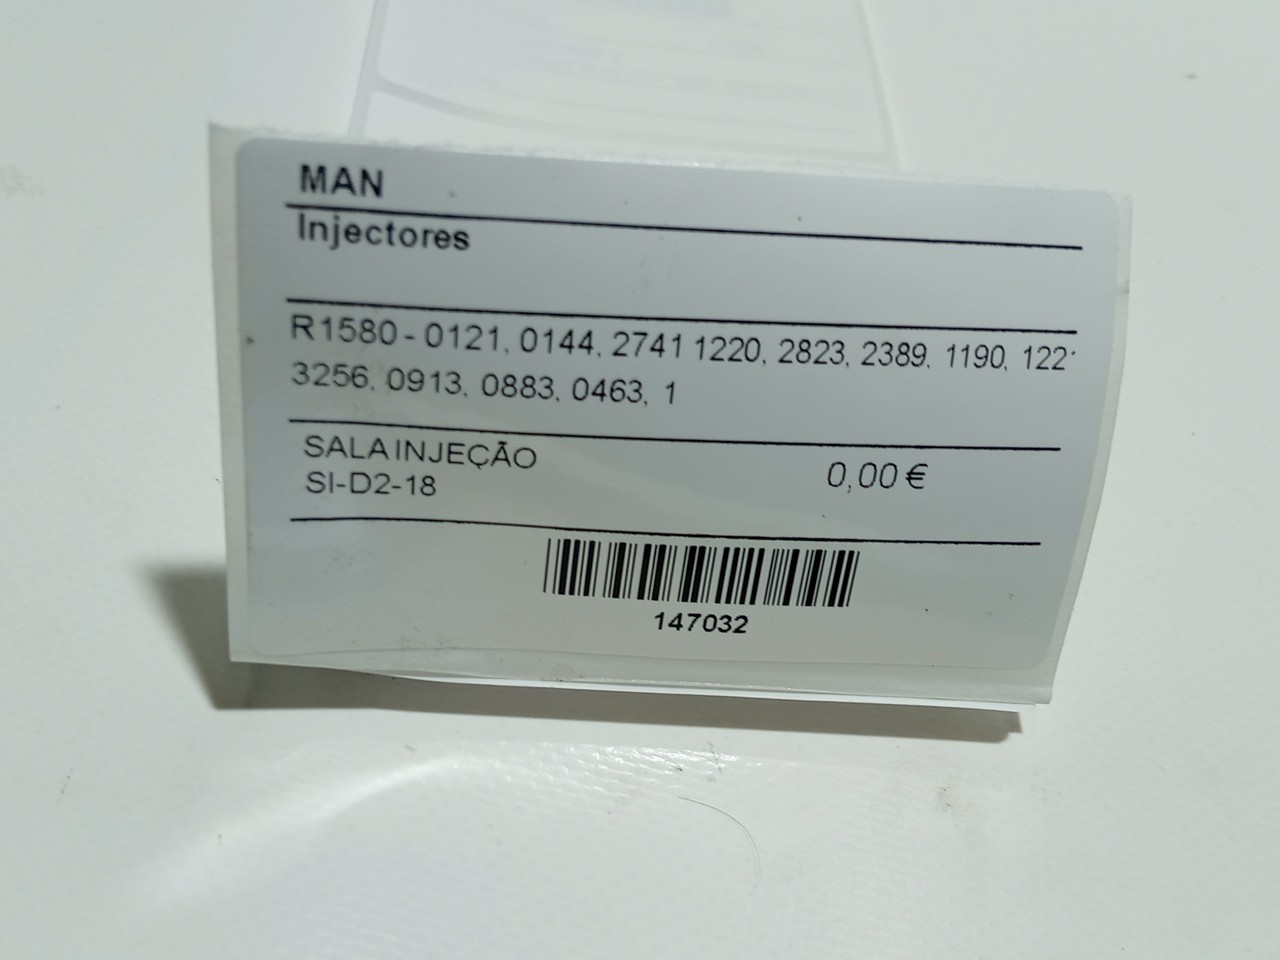 MAN
Injectores
R1580 - 0121, 0144, 2741 1220, 2823, 2389, 1190, 122
3256, 0913, 0883, 0463, 1
SALA INJEÇÃO
SI-D2-18
0,00 €
147032